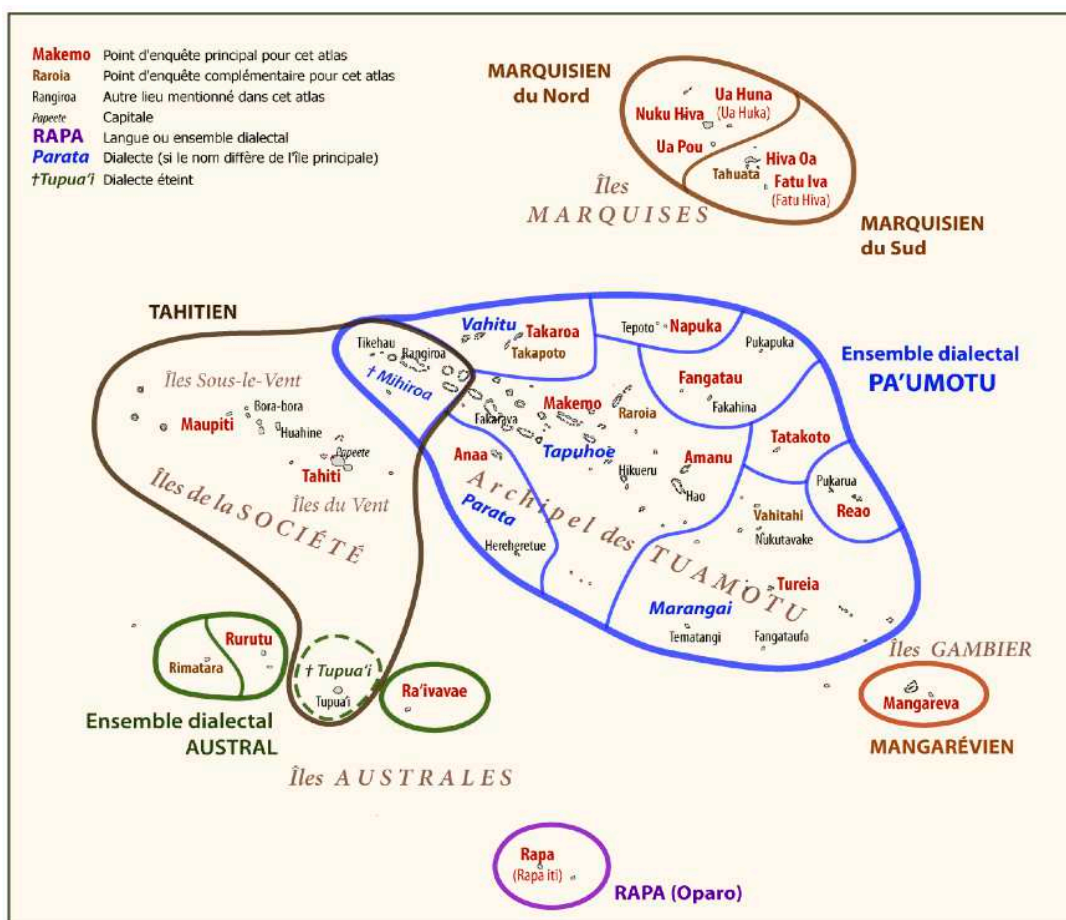 Makemo Point d'enquête principal pour cet atlas
Raroia Point d'enquête complémentaire pour cet atlas
Rangiroa Autre lieu mentionné dans cet atlas
Papeete Capitale
RAPA Langue ou ensemble dialectal
Parata Dialecte (si le nom diffère de l'île principale)
†Tupua'i Dialecte éteint
MARQUISIEN
du Nord
Ua Huna
(Ua Huka)
Nuku Hiva
Ua Pou
Hiva Oa
Tahuata
Fatu Iva
(Fatu Hiva)
Îles
MARQUISES
MARQUISIEN
du Sud
TAHITIEN
Vahitu
Takaroa
Takapoto
Tepoto
Napuka
Pukapuka
Tikehau
Rangiroa
† Mihiroa
Ensemble dialectal
PA'UMOTU
Fangatau
Fakahina
Îles Sous-le-Vent
Bora-bora
Maupiti
Huahine
Makemo
Raroia
Fakarava
Tapuhoe
Tatakoto
Anaa
Amanu
Papeete
Tahiti
Hikueru
Hao
Pukarua
Reao
Îles du Vent
Îles de la SOCIÉTÉ
Parata
Archipel des TUAMOTU
Vahitahi
Nukutavake
Hereheretue
Tureia
Marangai
Tematangi
Fangataufa
Îles GAMBIER
Mangareva
MANGARÉVIEN
Rurutu
Rimatara
† Tupua'i
Tupua'i
Ra'ivavae
Ensemble dialectal
AUSTRAL
Îles AUSTRALES
Rapa
(Rapa iti)
RAPA (Oparo)